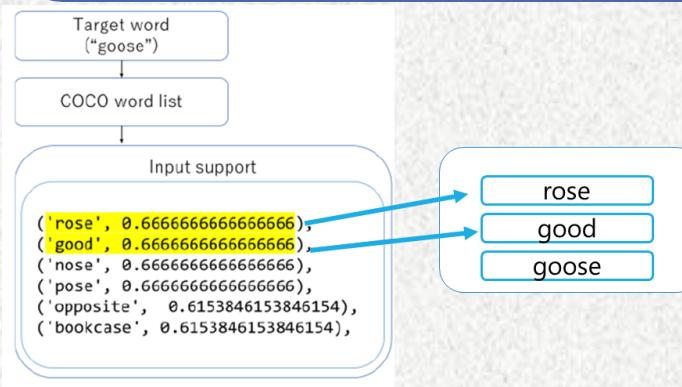 Target word
(“goose”)
COCO word list
Input support
('rose', 0.6666666666666666),
('good', 0.6666666666666666),
('nose', 0.6666666666666666),
('pose', 0.6666666666666666),
('opposite', 0.6153846153846154),
('bookcase', 0.6153846153846154),
rose
good
goose